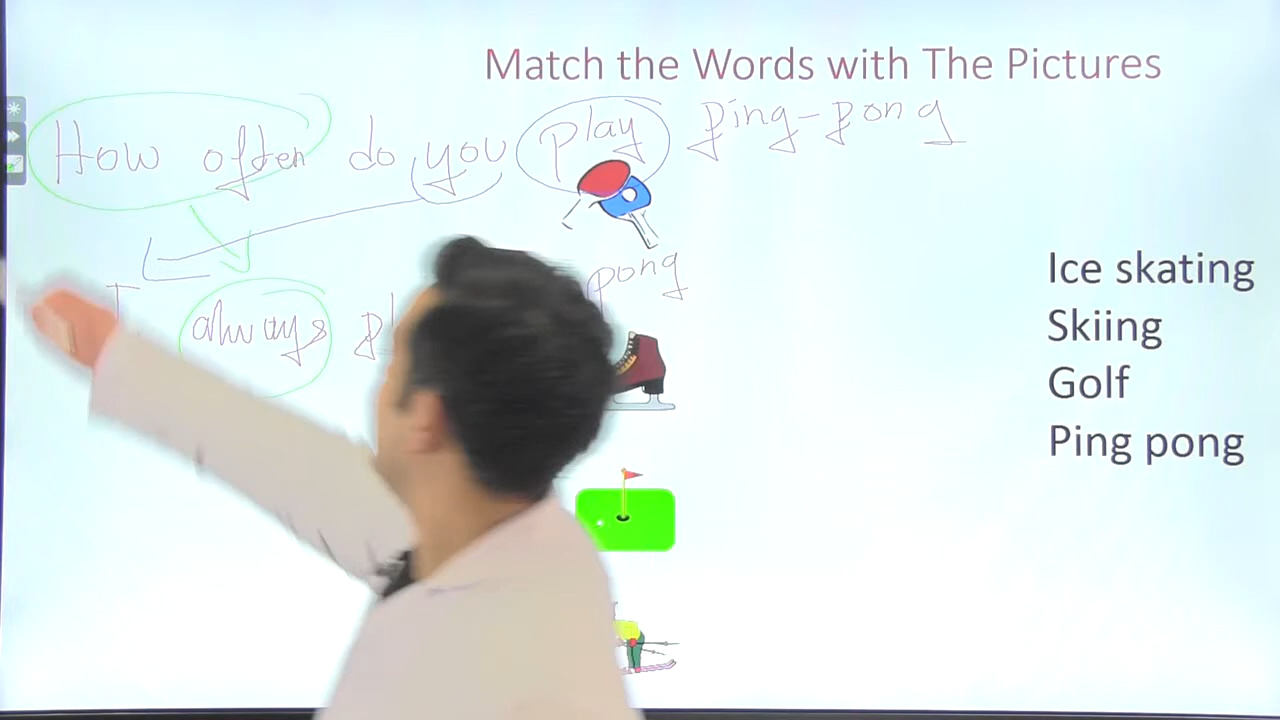 Match the Words with The Pictures
How often do you play ping-pong
I always pong
Ice skating
Skiing
Golf
Ping pong